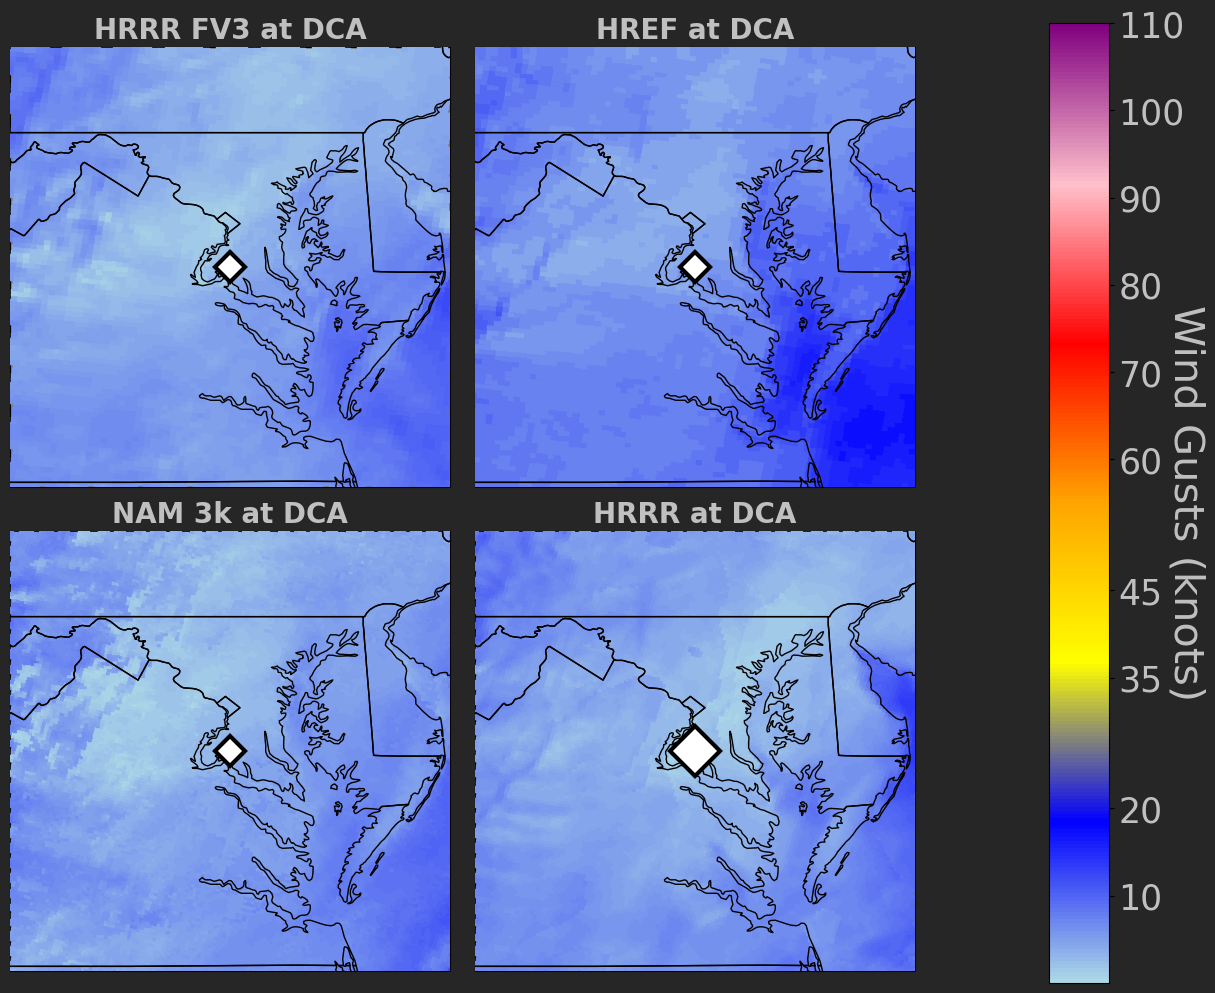 HRRR FV3 at DCA
HREF at DCA
NAM 3k at DCA
HRRR at DCA
110
100
90
80
70
60
45
35
20
10
Wind Gusts (knots)